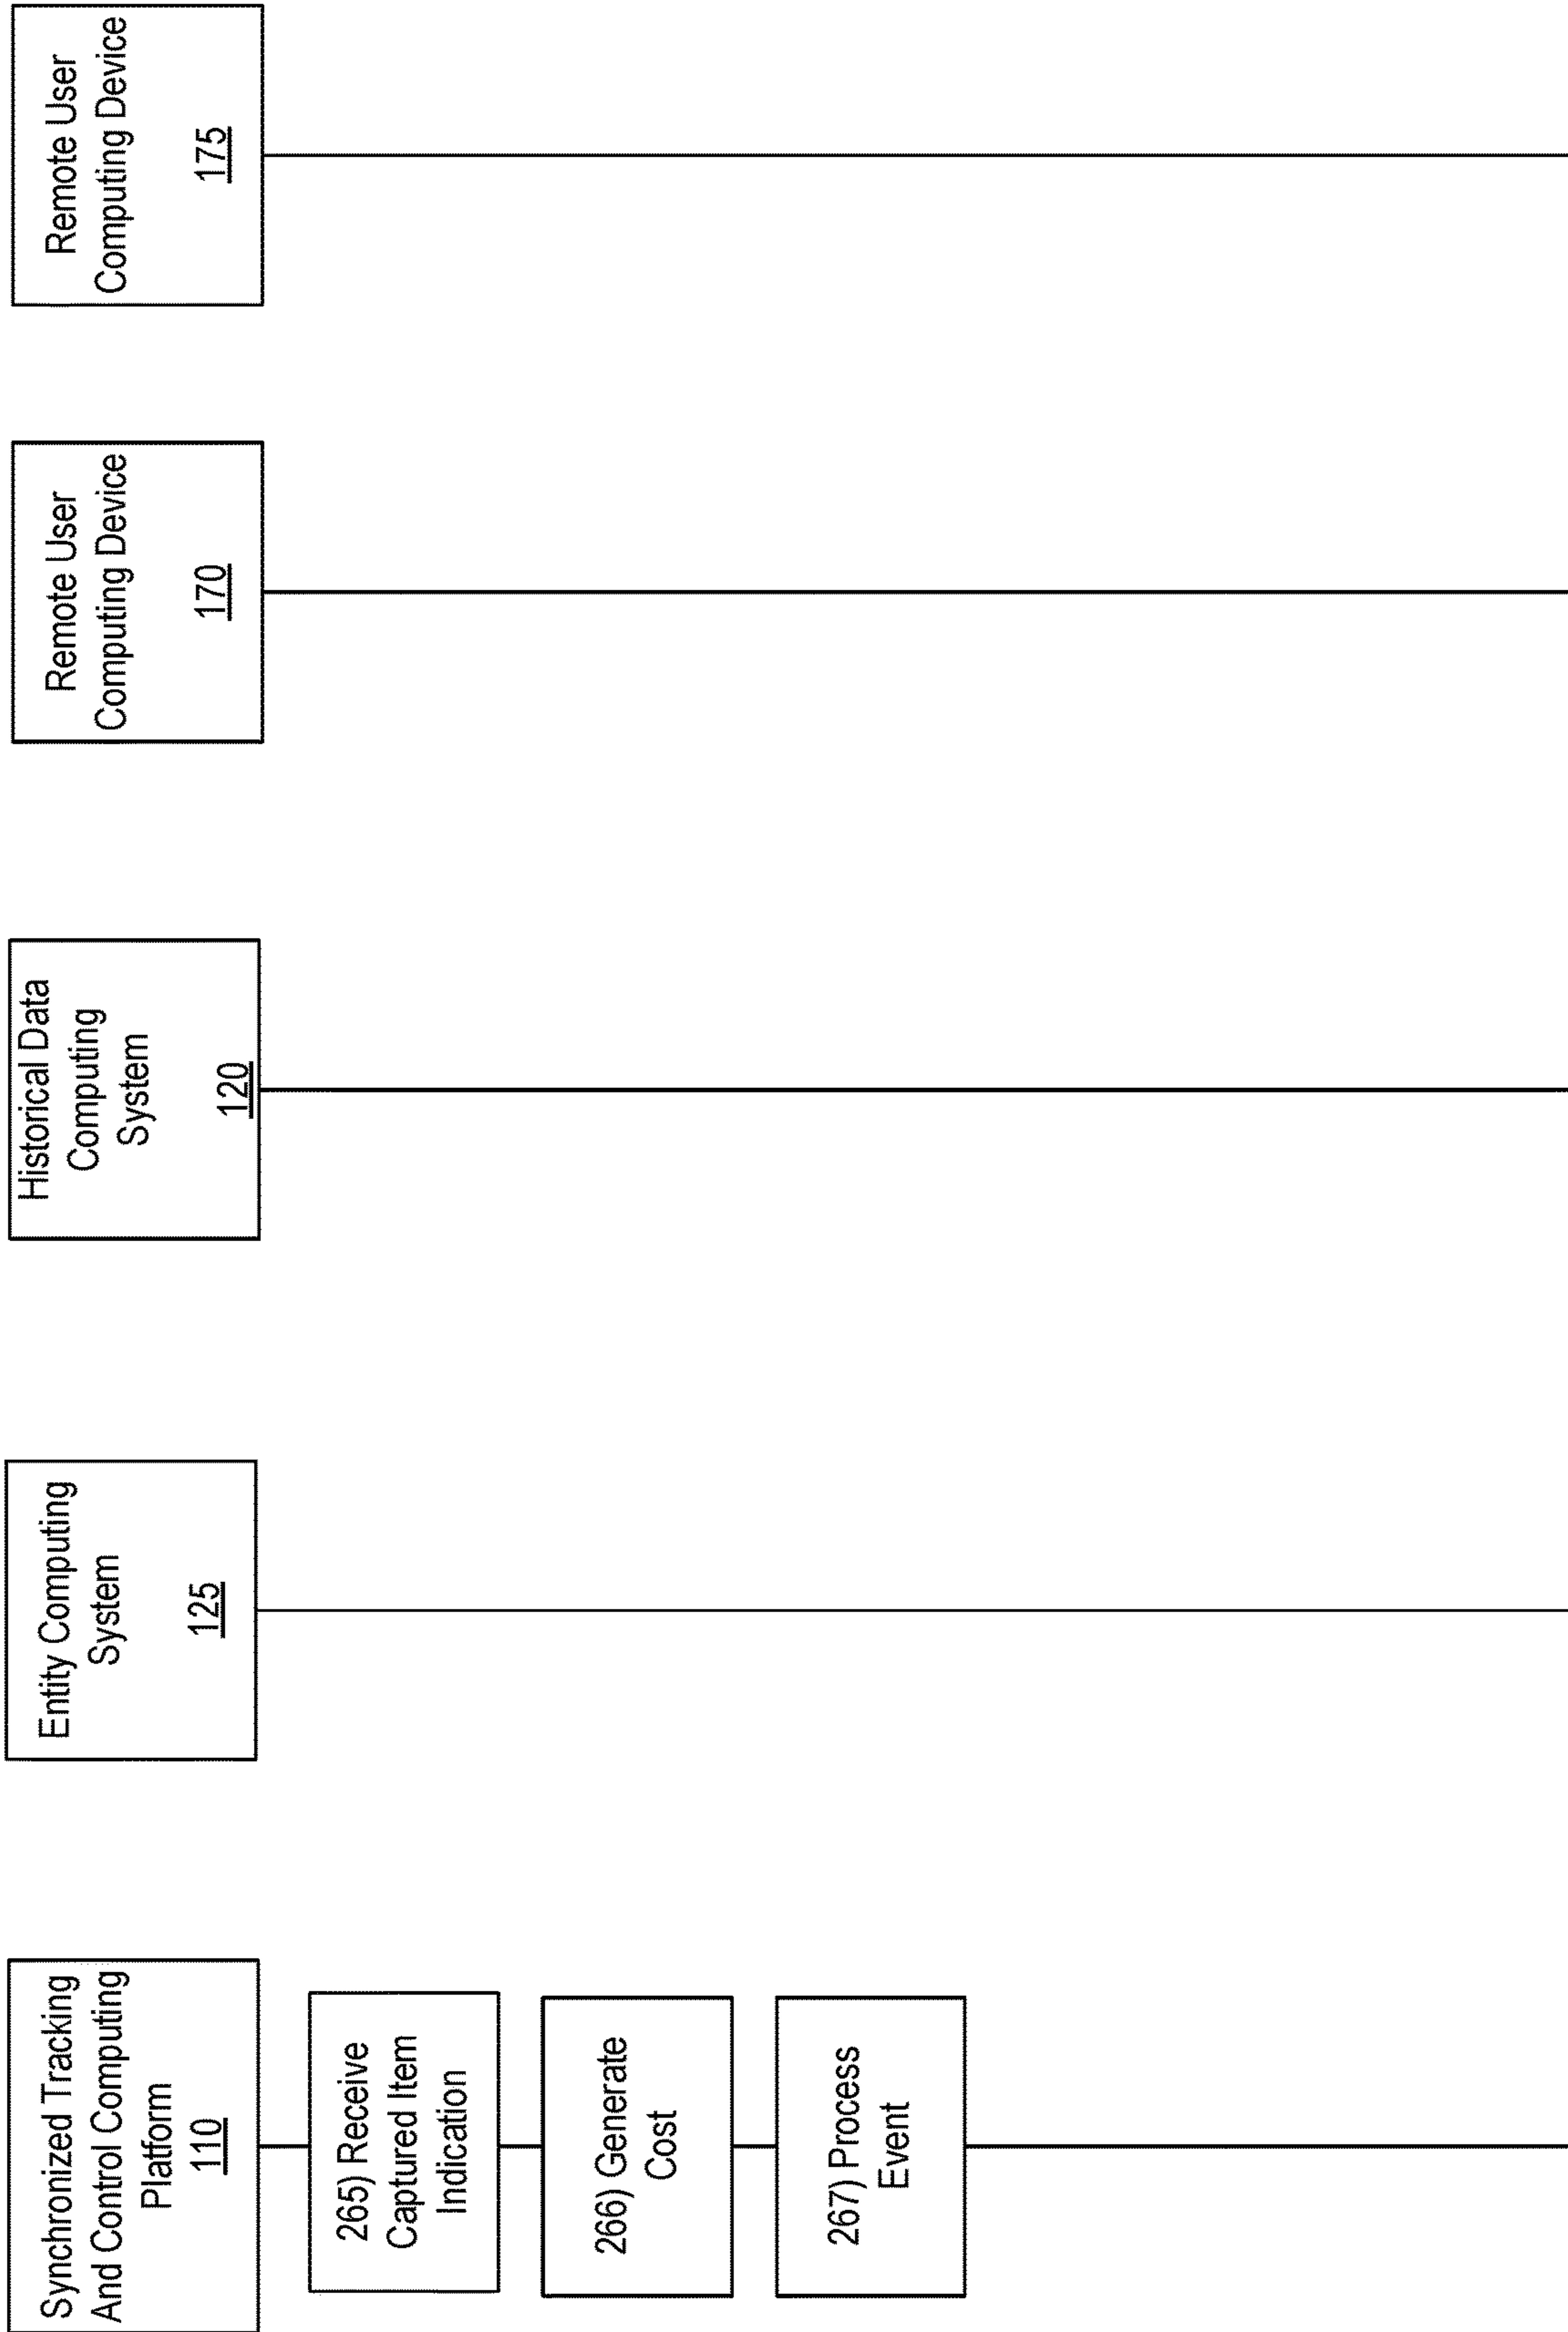 Synchronized Tracking
And Control Computing
Platform
110
Entity Computing
System
125
Historical Data
Computing
System
120
Remote User
Computing Device
170
Remote User
Computing Device
175
265) Receive
Captured Item
Indication
266) Generate
Cost
267) Process
Event